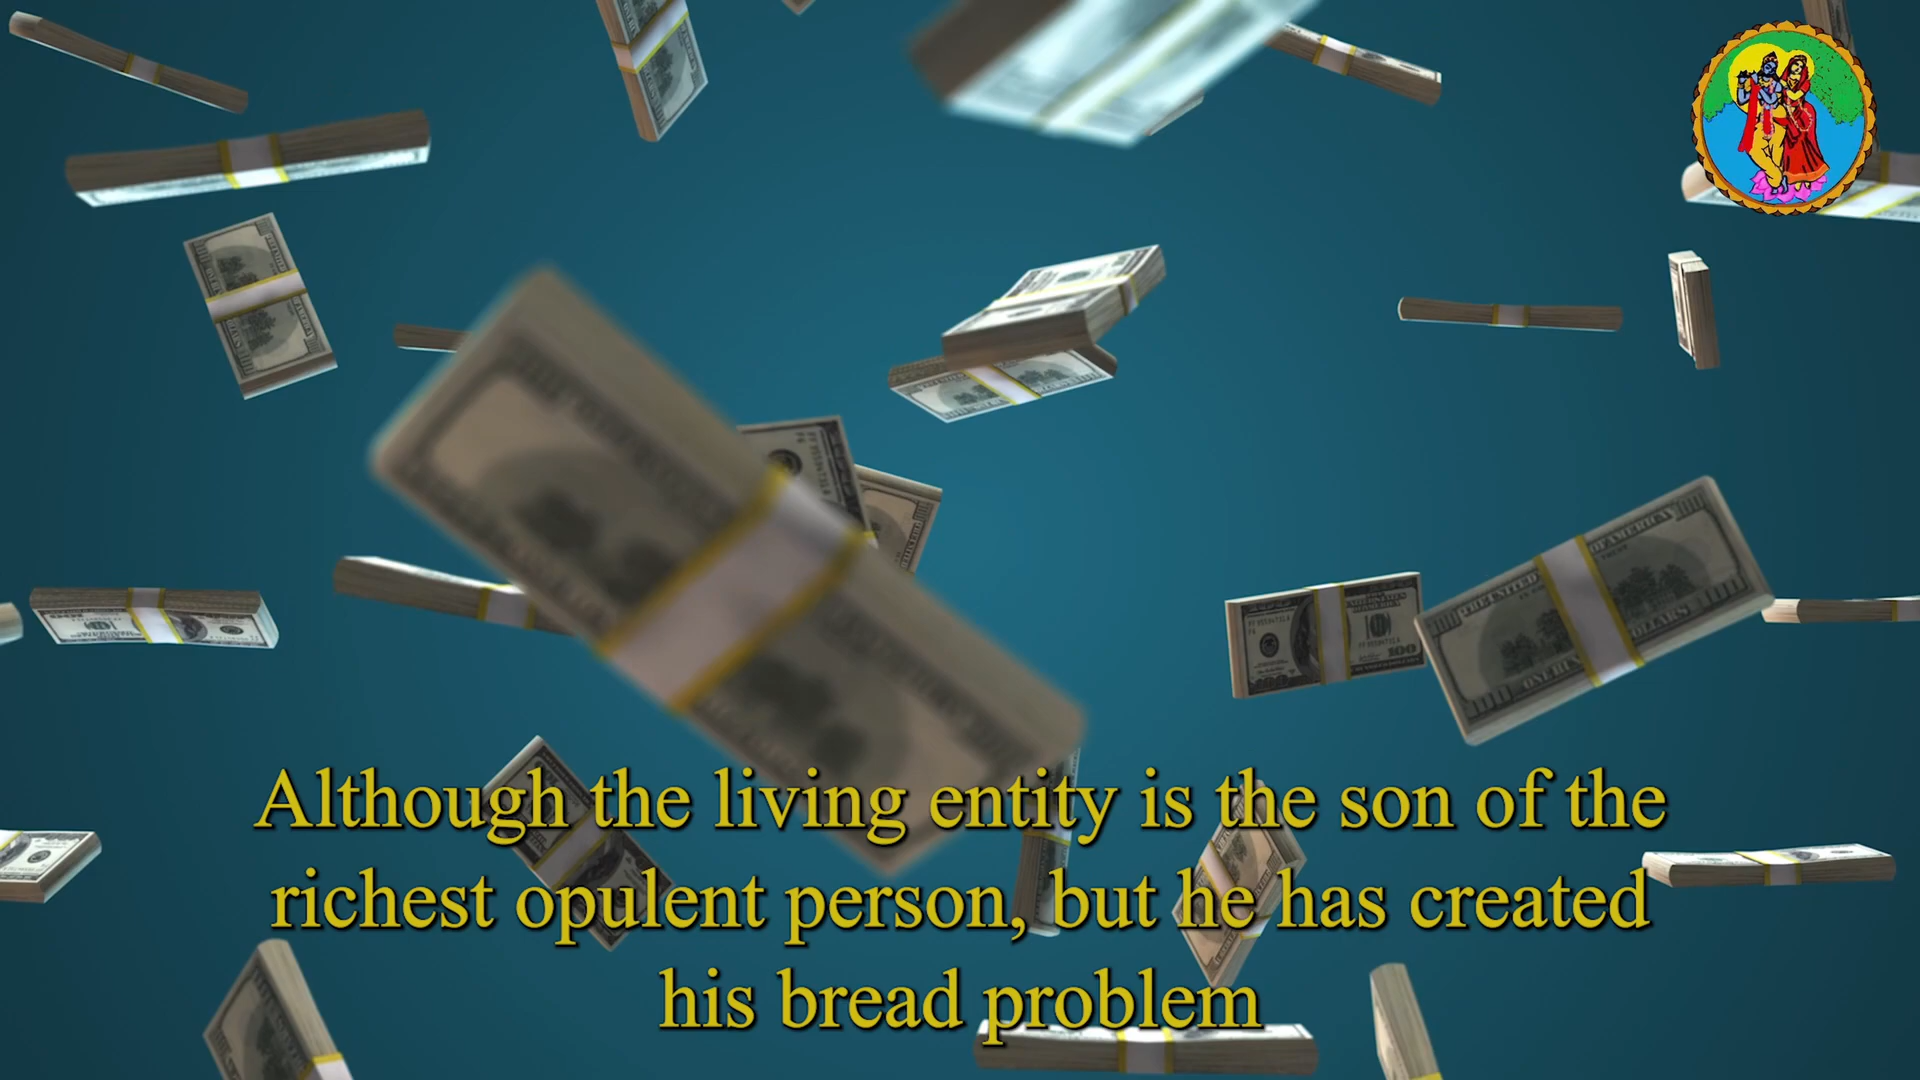 Although the living entity is the son of the
richest opulent person, but he has created
his bread problem